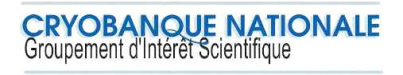 CRYOBANQUE NATIONALE
Groupement d'Intérêt Scientifique